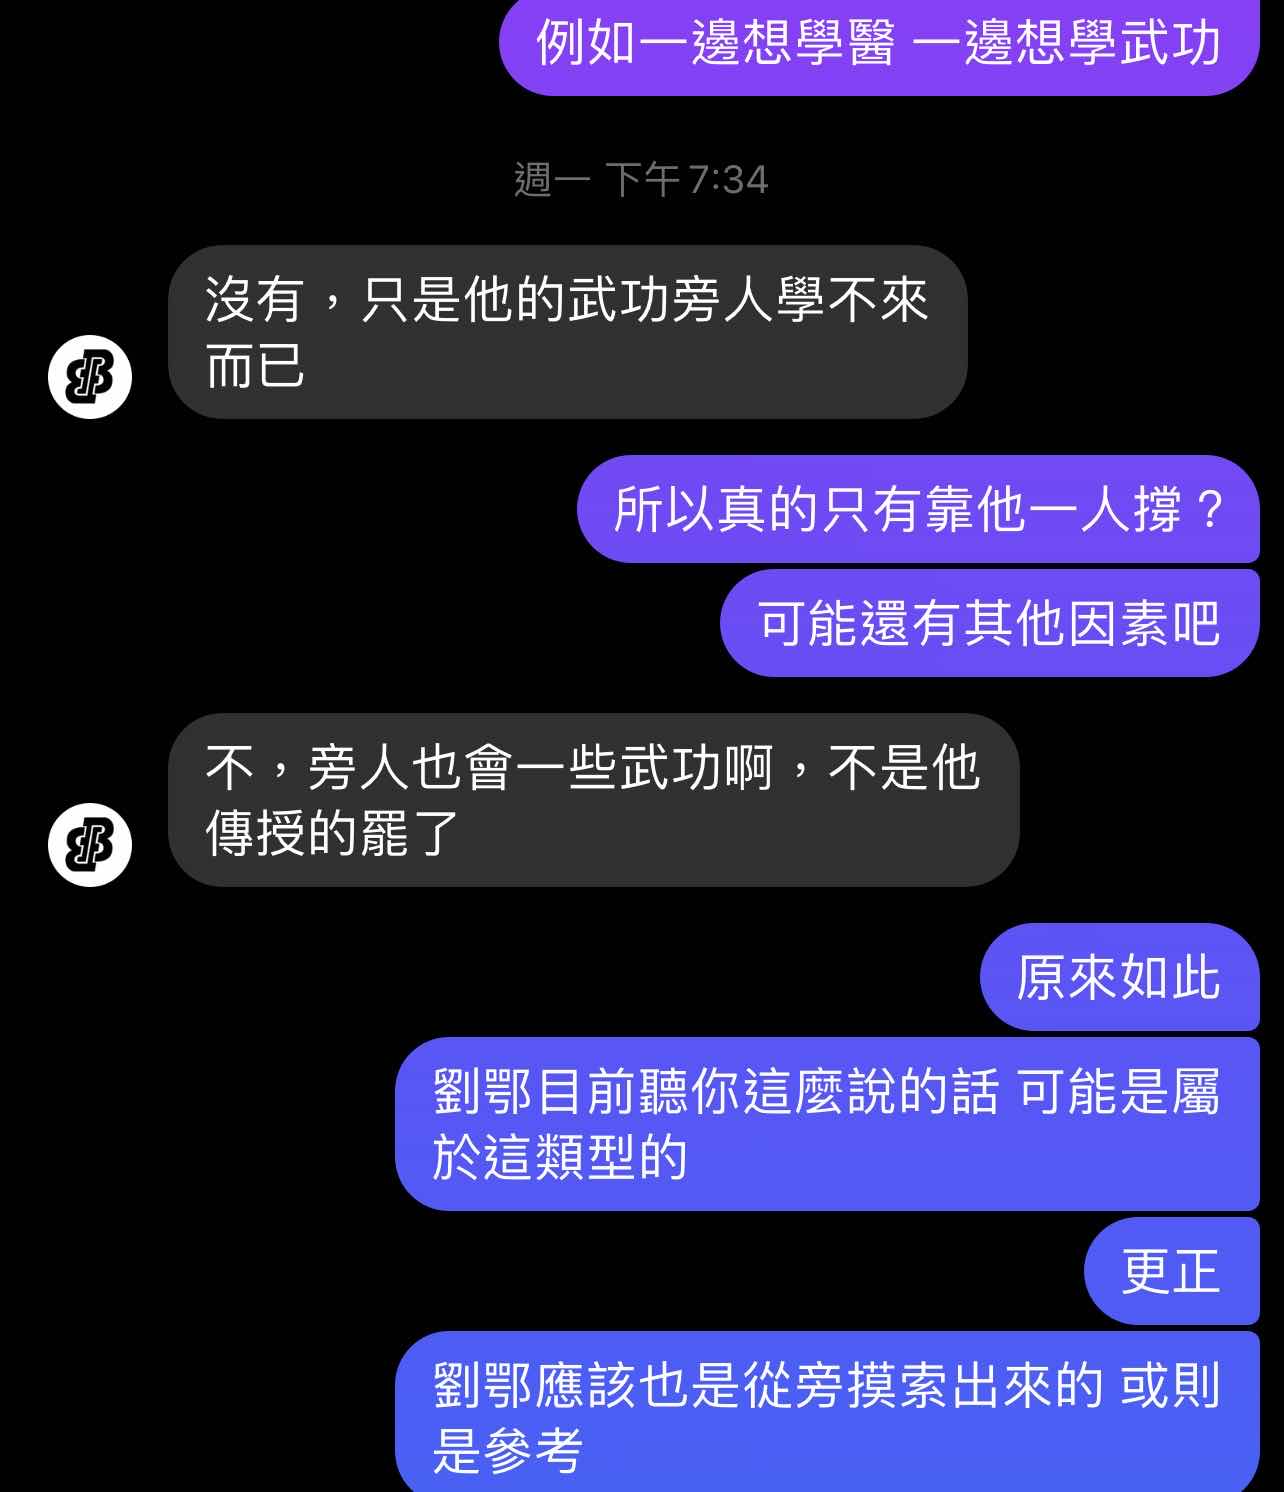 例如一邊想學醫 一邊想學武功
週一 下午 7:34
沒有，只是他的武功旁人學不來
而已
所以真的只有靠他一人撐？
可能還有其他因素吧
不，旁人也會一些武功啊，不是他
傳授的罷了
原來如此
劉鄂目前聽你這麼說的話 可能是屬
於這類型的
更正
劉鄂應該也是從旁摸索出來的 或則
是參考